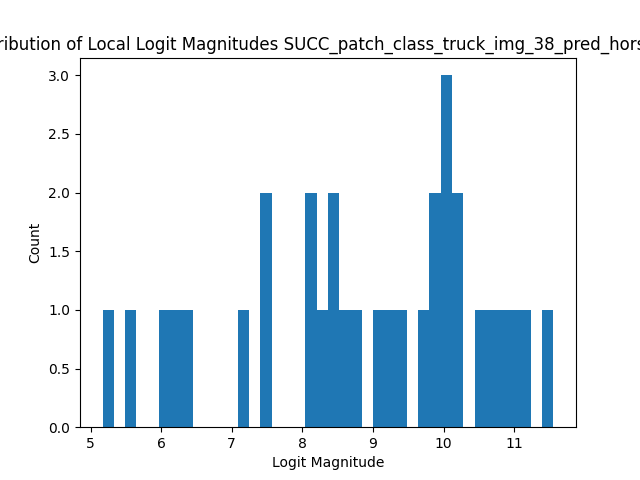 ribution of Local Logit Magnitudes SUCC_patch_class_truck_img_38_pred_hors
3.0
2.5
2.0
1.5
1.0
0.5
0.0
Count
5 6 7 8 9 10 11
Logit Magnitude